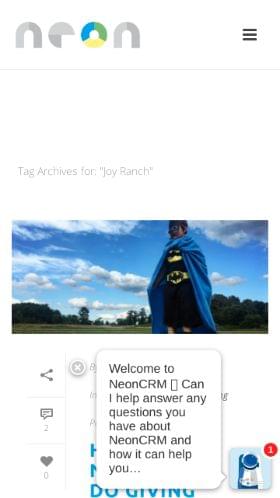 neon
Tag Archives for: "Joy Ranch"
Welcome to
NeonCRM ▯ Can
I help answer any
questions you
have about
NeonCRM and
how it can help
you...
1
2
0
DO GIVING